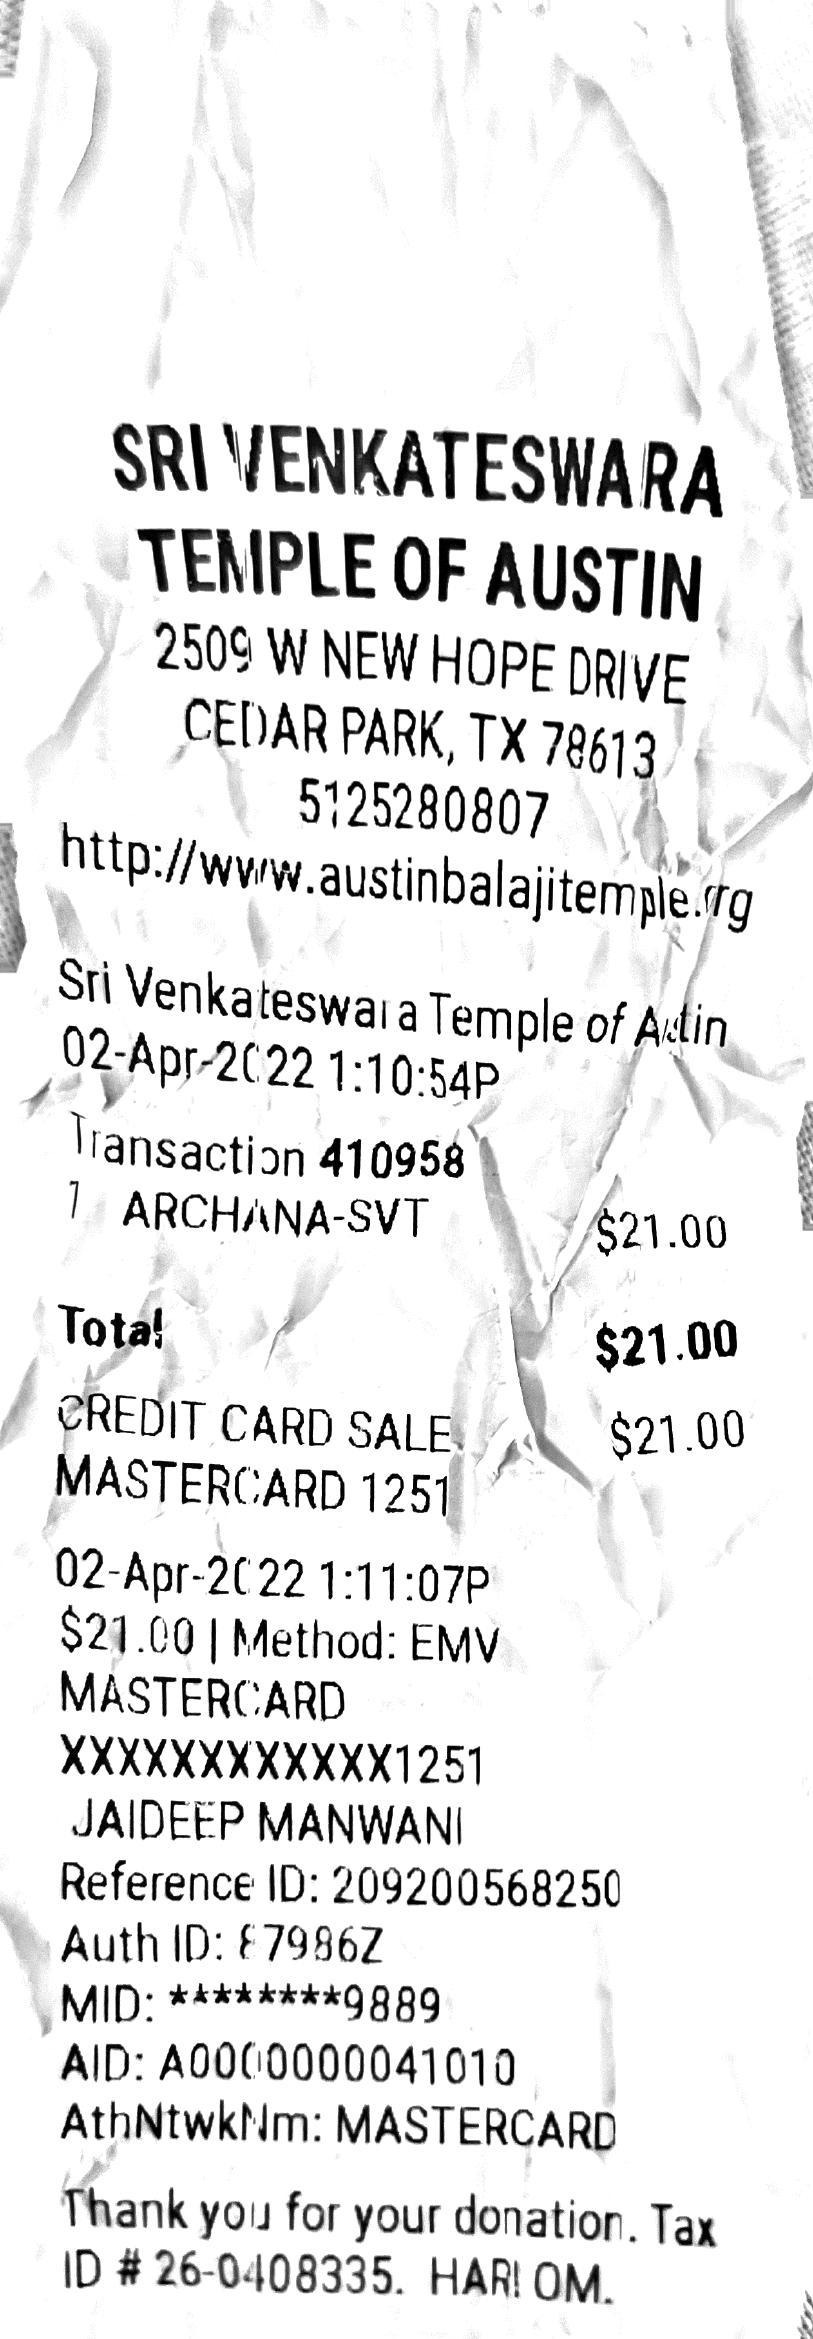 SRI VENKATESWARA
TEMPLE OF AUSTIN
2509 W NEW HOPE DRIVE
CEDAR PARK, TX 78613
5125280807
http://www.austinbalajitemple.org
Sri Venkateswara Temple of
02-Apr-2022 1:10:54P
Transaction 410958
1 ARCHANA-SVT $21.00
Total $21.00
CREDIT CARD SALE $21.00
MASTERCARD 1251
02-Apr-2022 1:11:07P
$21.00 | Method: EMV
MASTERCARD
XXXXXXXXXXXX1251
JAIDEEP MANWANI
Reference ID: 209200568250
Auth ID:
MID: ********9889
AID: A0000000041010
AthNtwkNm: MASTERCARD
Thank you for your donation. Tax
ID # 26-0408335. HARI OM.